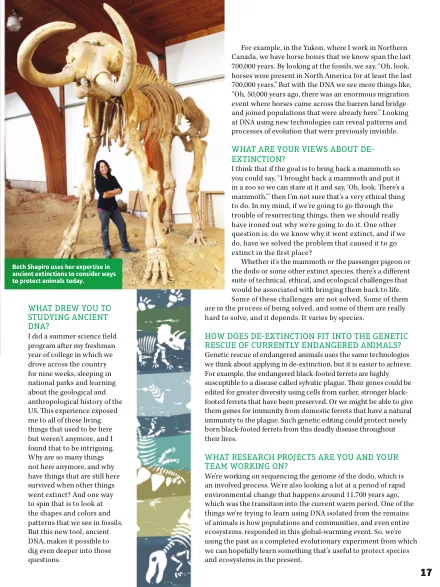 Beth Shapiro uses her expertise in
ancient extinctions to consider ways
to protect animals today.
WHAT DREW YOU TO
STUDYING ANCIENT
DNA?
I did a summer science field
program after my freshman
year of college in which we
drove across the country
for nine weeks, sleeping in
national parks and learning
about the geological and
anthropological history of the
US. This experience exposed
me to all of these living
things that used to be here
but weren't anymore, and I
found that to be intriguing.
Why are so many things
not here anymore, and why
have things that are still here
survived when other things
went extinct? And one way
to spin that is to look at
the shapes and colors and
patterns that we see in fossils.
But this new tool, ancient
DNA, makes it possible to
dig even deeper into those
questions.
For example, in the Yukon, where I work in Northern
Canada, we have horse bones that we know span the last
700,000 years. By looking at the fossils, we say, "Oh, look,
horses were present in North America for at least the last
700,000 years." But with the DNA we see more things like,
"Oh, 50,000 years ago, there was an enormous migration
event where horses came across the barren land bridge
and joined populations that were already here." Looking
at DNA using new technologies can reveal patterns and
processes of evolution that were previously invisible.
WHAT ARE YOUR VIEWS ABOUT DE-
EXTINCTION?
I think that if the goal is to bring back a mammoth so
you could say, "I brought back a mammoth and put it
in a zoo so we can stare at it and say, 'Oh, look. There's a
mammoth,'" then I'm not sure that's a very ethical thing
to do. In my mind, if we're going to go through the
trouble of resurrecting things, then we should really
have ironed out why we're going to do it. One other
question is, do we know why it went extinct, and if we
do, have we solved the problem that caused it to go
extinct in the first place?
Whether it's the mammoth or the passenger pigeon or
the dodo or some other extinct species, there's a different
suite of technical, ethical, and ecological challenges that
would be associated with bringing them back to life.
Some of these challenges are not solved. Some of them
are in the process of being solved, and some of them are really
hard to solve, and it depends. It varies by species.
HOW DOES DE-EXTINCTION FIT INTO THE GENETIC
RESCUE OF CURRENTLY ENDANGERED ANIMALS?
Genetic rescue of endangered animals uses the same technologies
we think about applying in de-extinction, but it is easier to achieve.
For example, the endangered black-footed ferrets are highly
susceptible to a disease called sylvatic plague. Their genes could be
edited for greater diversity using cells from earlier, stronger black-
footed ferrets that have been preserved. Or we might be able to give
them genes for immunity from domestic ferrets that have a natural
immunity to the plague. Such genetic editing could protect newly
born black-footed ferrets from this deadly disease throughout
their lives.
WHAT RESEARCH PROJECTS ARE YOU AND YOUR
TEAM WORKING ON?
We're working on sequencing the genome of the dodo, which is
an involved process. We're also looking a lot at a period of rapid
environmental change that happens around 11,700 years ago,
which was the transition into the current warm period. One of the
things we're trying to learn using DNA isolated from the remains
of animals is how populations and communities, and even entire
ecosystems, responded in this global-warming event. So, we're
using the past as a completed evolutionary experiment from which
we can hopefully learn something that's useful to protect species
and ecosystems in the present.
17